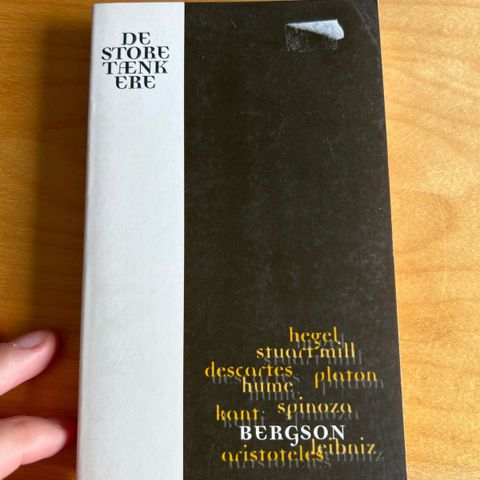 DE
STORE
TÆNK
ERE
hegel
stuart mill
descartes platon
hume
spinoza
kant
BERGSON
leibniz
aristoteles